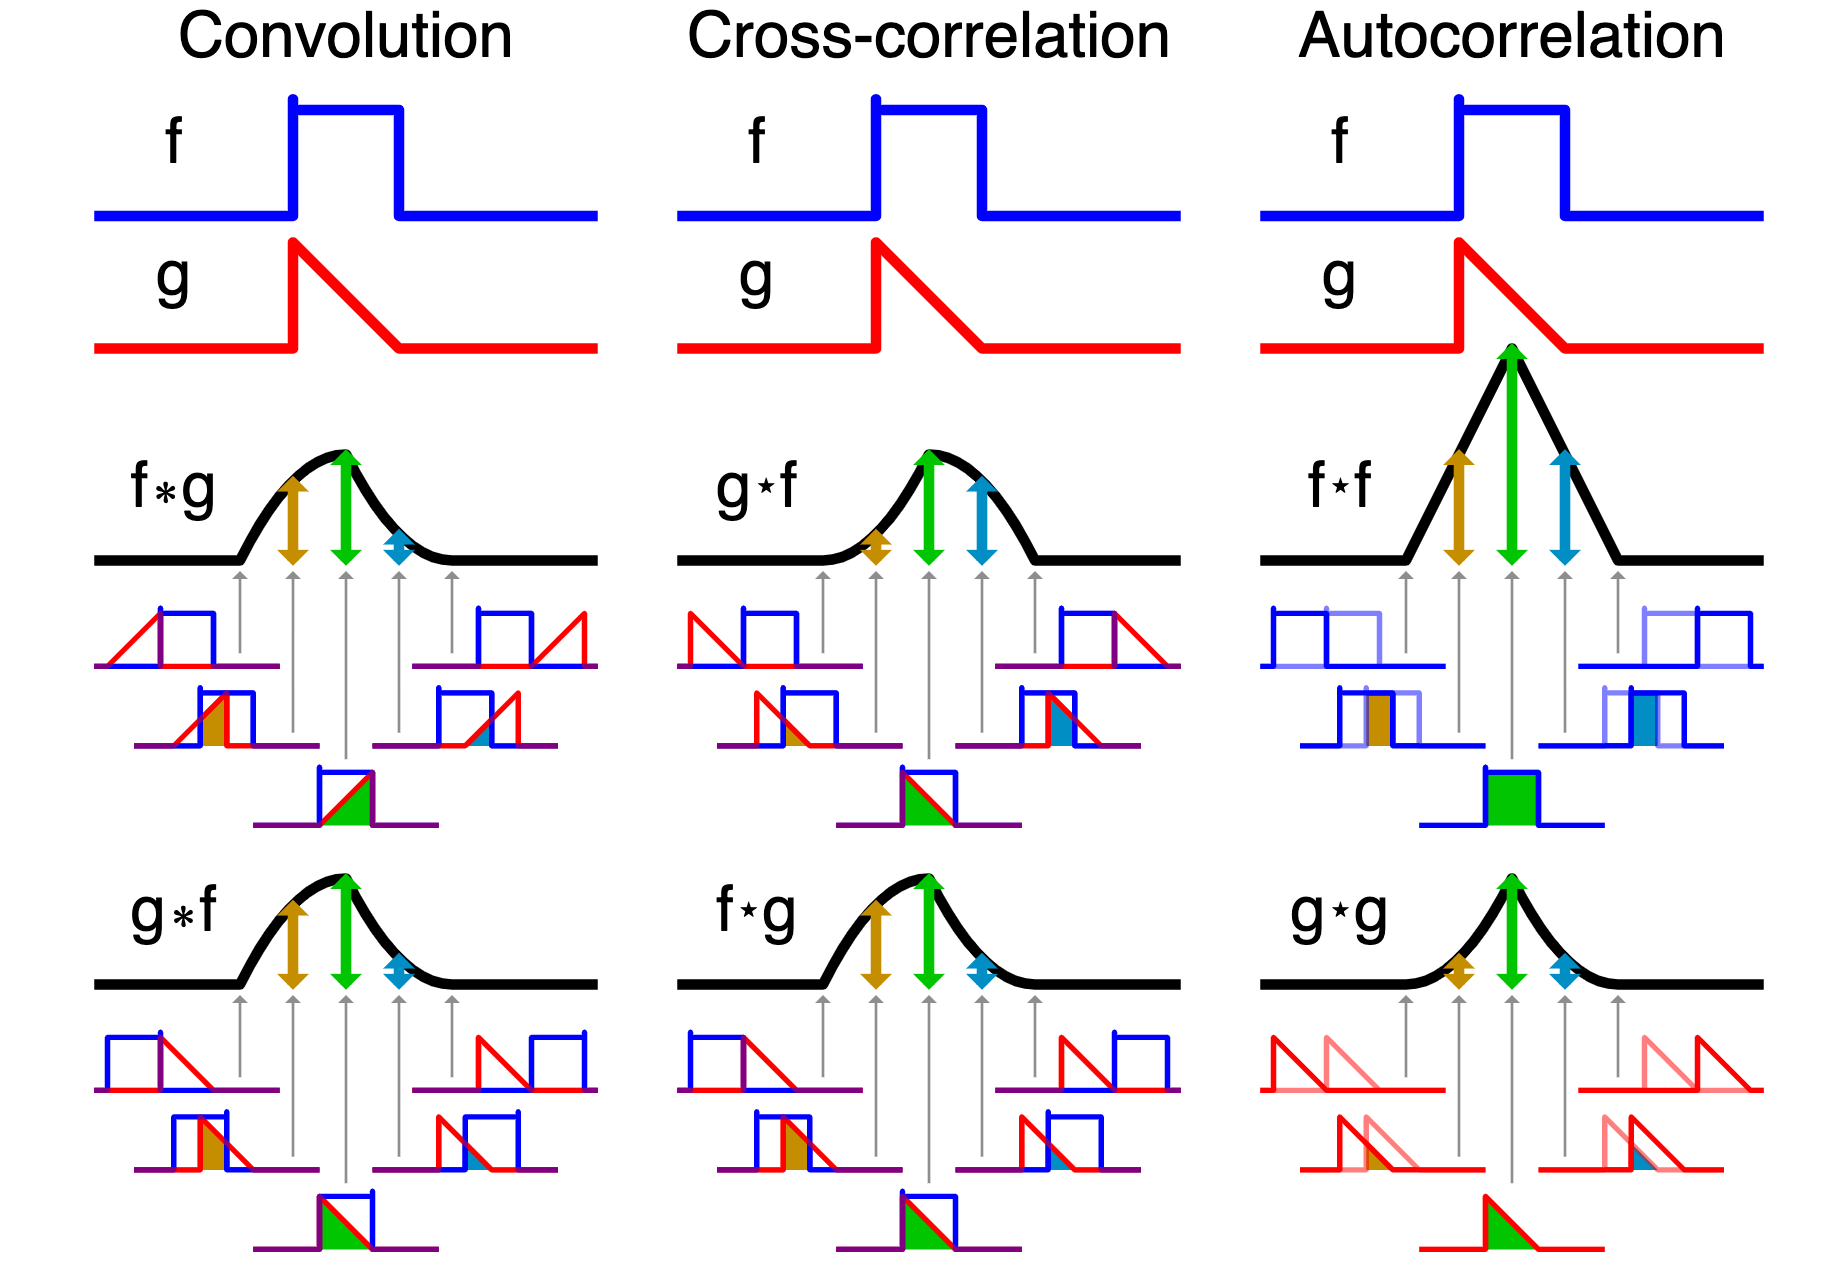 Convolution
Cross-correlation
Autocorrelation
f
f
f
g
g
g
f∗g
g⋆f
f⋆f
g∗f
f⋆g
g⋆g